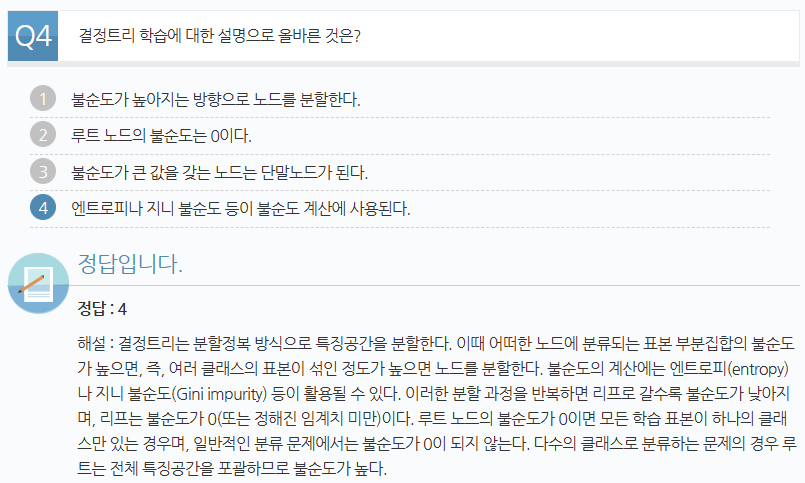 Q4 결정트리 학습에 대한 설명으로 올바른 것은?
1 불순도가 높아지는 방향으로 노드를 분할한다.
2 루트 노드의 불순도는 0이다.
3 불순도가 큰 값을 갖는 노드는 단말노드가 된다.
4 엔트로피나 지니 불순도 등이 불순도 계산에 사용된다.
정답입니다.
정답 : 4
해설 : 결정트리는 분할정복 방식으로 특징공간을 분할한다. 이때 어떠한 노드에 분류되는 표본 부분집합의 불순도
가 높으면, 즉, 여러 클래스의 표본이 섞인 정도가 높으면 노드를 분할한다. 불순도의 계산에는 엔트로피(entropy)
나 지니 불순도(Gini impurity) 등이 활용될 수 있다. 이러한 분할 과정을 반복하면 리프로 갈수록 불순도가 낮아지
며, 리프는 불순도가 0(또는 정해진 임계치 미만)이다. 루트 노드의 불순도가 0이면 모든 학습 표본이 하나의 클래
스만 있는 경우며, 일반적인 분류 문제에서는 불순도가 0이 되지 않는다. 다수의 클래스로 분류하는 문제의 경우 루
트는 전체 특징공간을 포괄하므로 불순도가 높다.